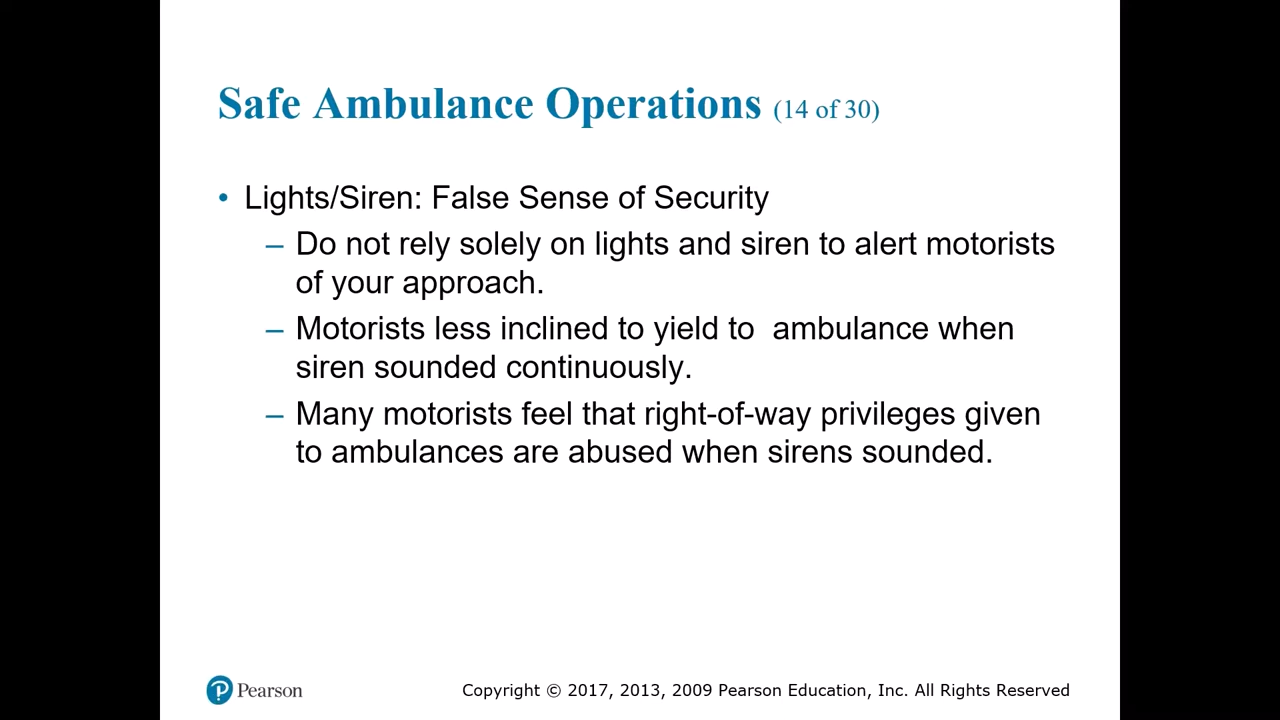 Safe Ambulance Operations (14 of 30)
• Lights/Siren: False Sense of Security
– Do not rely solely on lights and siren to alert motorists
of your approach.
– Motorists less inclined to yield to  ambulance when
siren sounded continuously.
– Many motorists feel that right-of-way privileges given
to ambulances are abused when sirens sounded.
Pearson
Copyright © 2017, 2013, 2009 Pearson Education, Inc. All Rights Reserved